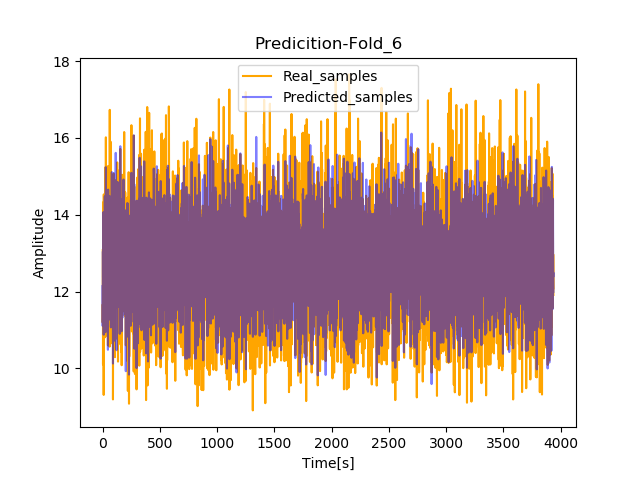 Predicition-Fold_6
Real_samples
Predicted_samples
18
16
14
12
10
Amplitude
0 500 1000 1500 2000 2500 3000 3500 4000
Time[s]